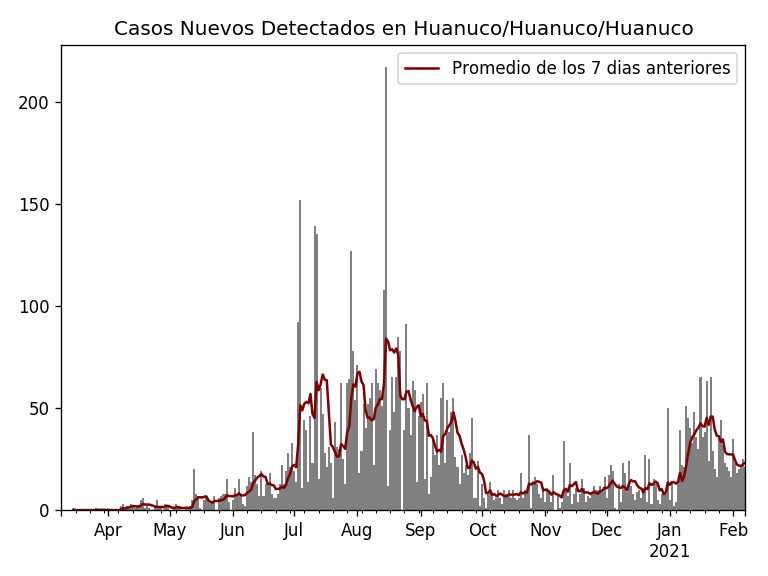 Casos Nuevos Detectados en Huanuco/Huanuco/Huanuco
Promedio de los 7 dias anteriores
200
150
100
50
0
Apr May Jun Jul Aug Sep Oct Nov Dec Jan Feb
2021